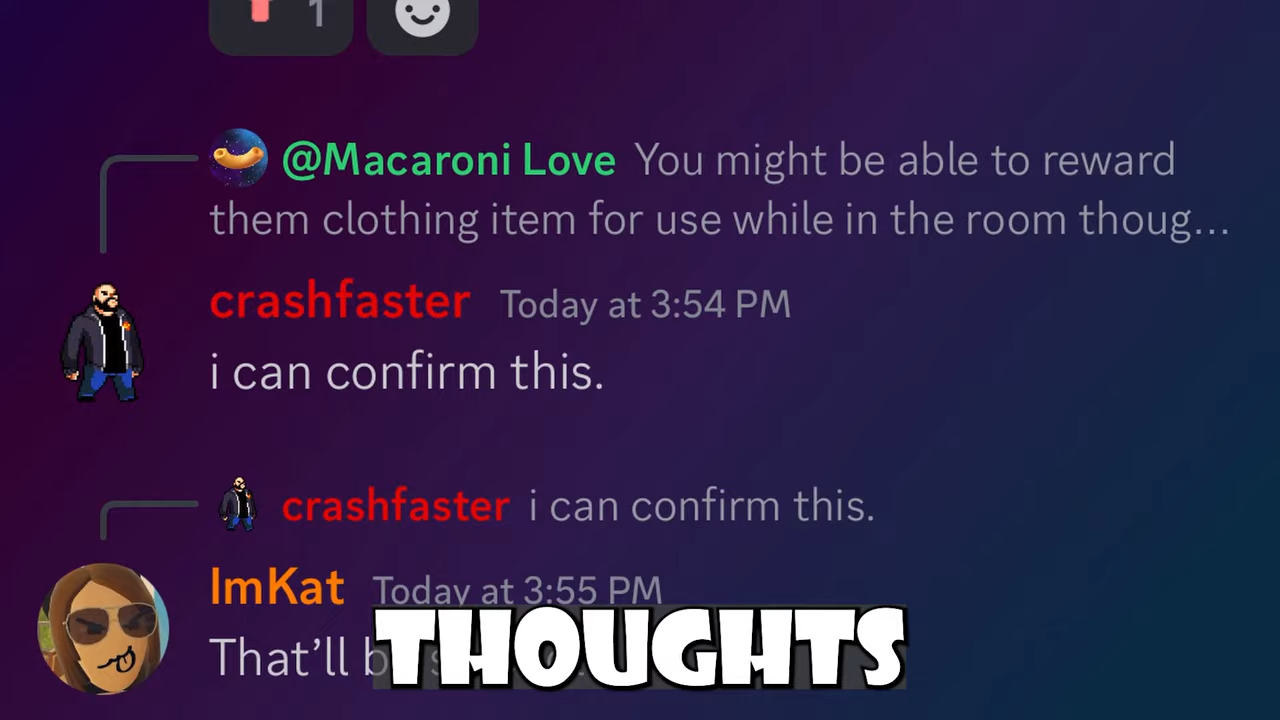 1
@Macaroni Love You might be able to reward
them clothing item for use while in the room thoug...
crashfaster Today at 3:54 PM
i can confirm this.
crashfaster i can confirm this.
ImKat Today at 3:55 PM
That’ll
THOUGHTS